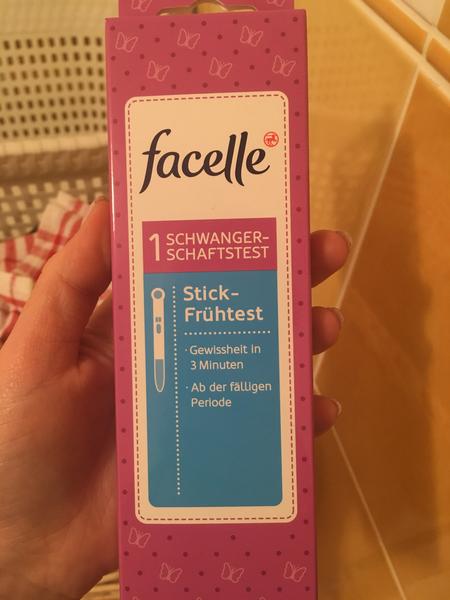 facelle
1 SCHWANGER-
SCHAFTSTEST
Stick-
Frühtest
· Gewissheit in
3 Minuten
· Ab der fälligen
Periode